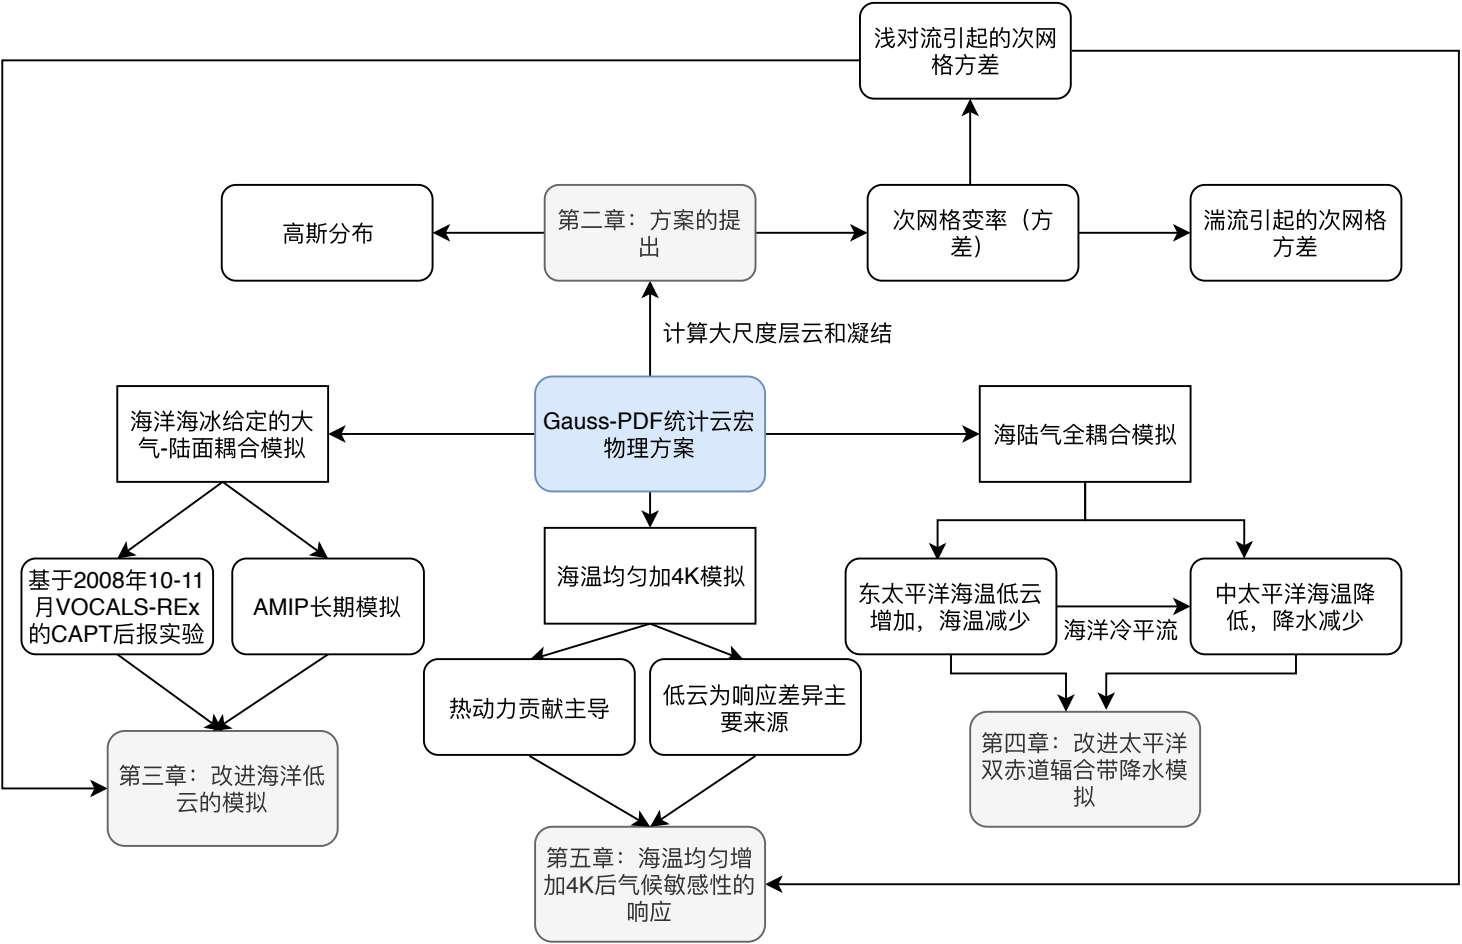 浅对流引起的次网
格方差
高斯分布
第二章：方案的提
出
次网格变率（方
差）
湍流引起的次网格
方差
计算大尺度层云和凝结
海洋海冰给定的大
气-陆面耦合模拟
Gauss-PDF统计云宏
物理方案
海陆气全耦合模拟
基于2008年10-11
月VOCALS-REx
的CAPT后报实验
AMIP长期模拟
海温均匀加4K模拟
东太平洋海温低云
增加，海温减少
海洋冷平流
中太平洋海温降
低，降水减少
热动力贡献主导
低云为响应差异主
要来源
第三章：改进海洋低
云的模拟
第四章：改进太平洋
双赤道辐合带降水模
拟
第五章：海温均匀增
加4K后气候敏感性的
响应